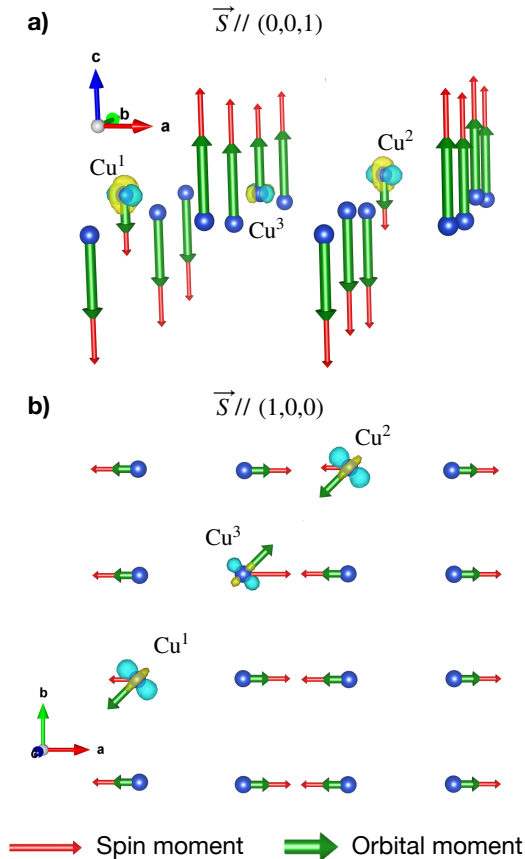 a)
S⃗ // (0,0,1)
c
b
a
Cu¹
Cu²
Cu³
b)
S⃗ // (1,0,0)
Cu²
Cu³
Cu¹
b
c
a
Spin moment
Orbital moment